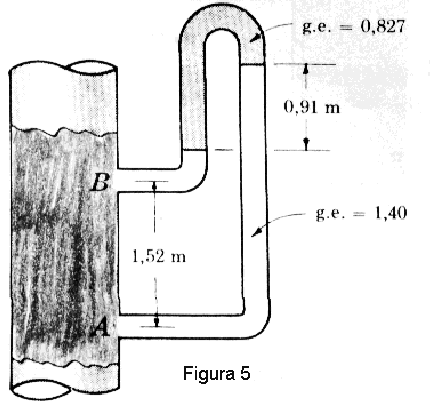 g.e. = 0,827
0,91 m
B
g.e. = 1,40
1,52 m
A
Figura 5